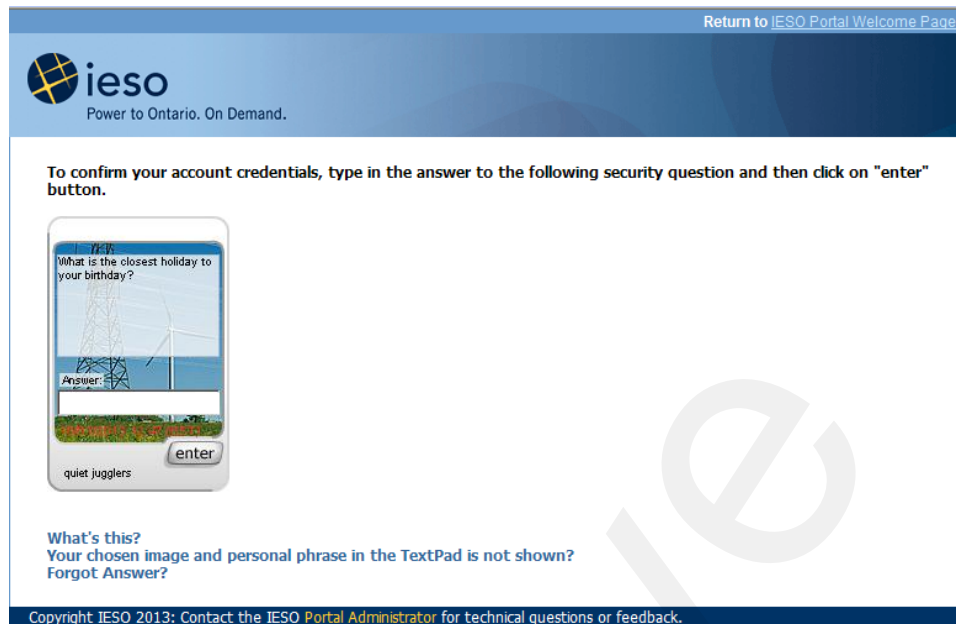 Return to IESO Portal Welcome Page
ieso
Power to Ontario. On Demand.
To confirm your account credentials, type in the answer to the following security question and then click on "enter"
button.
What is the closest holiday to
your birthday?
Answer:
enter
quiet jugglers
What's this?
Your chosen image and personal phrase in the TextPad is not shown?
Forgot Answer?
Copyright IESO 2013: Contact the IESO Portal Administrator for technical questions or feedback.